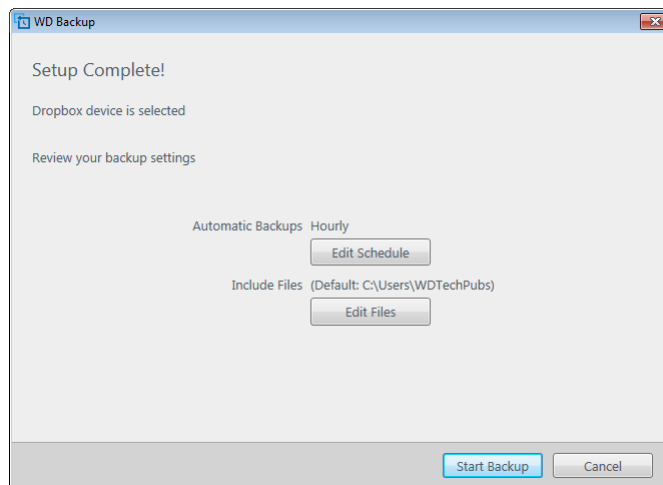 WD Backup
Setup Complete!
Dropbox device is selected
Review your backup settings
Automatic Backups Hourly
Edit Schedule
Include Files (Default: C:\Users\WDTechPubs)
Edit Files
Start Backup Cancel